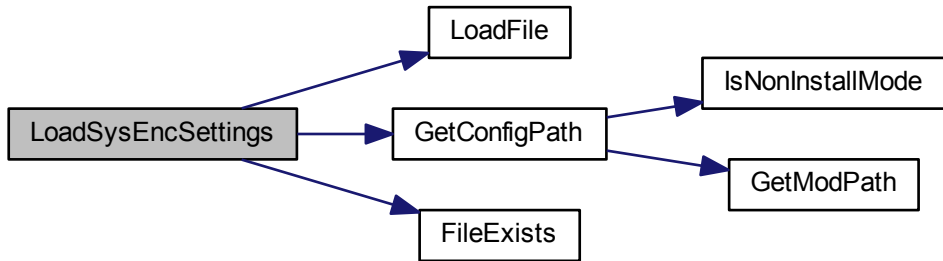 LoadFile
IsNonInstallMode
LoadSysEncSettings
GetConfigPath
GetModPath
FileExists